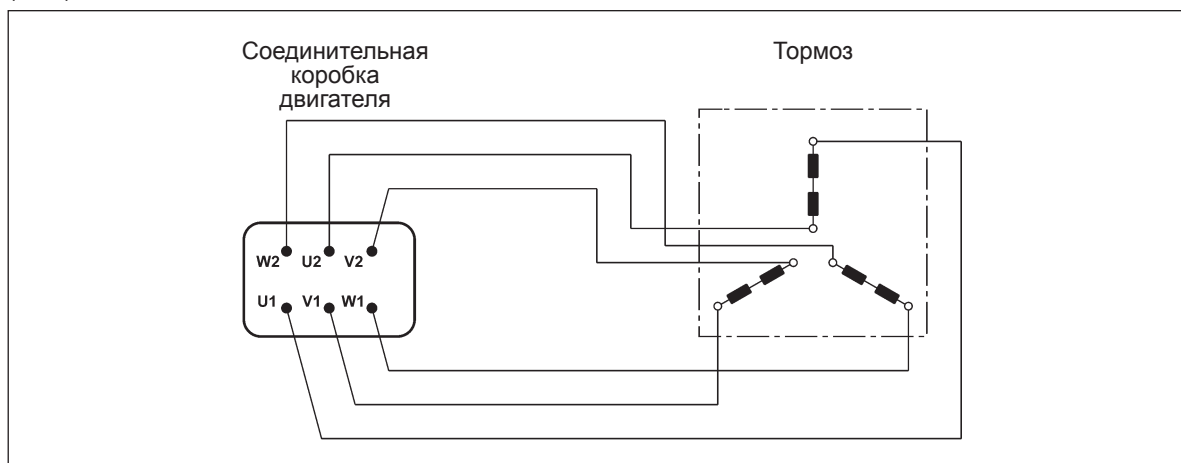 Соединительная
коробка
двигателя
Тормоз
W2 U2 V2
U1 V1 W1